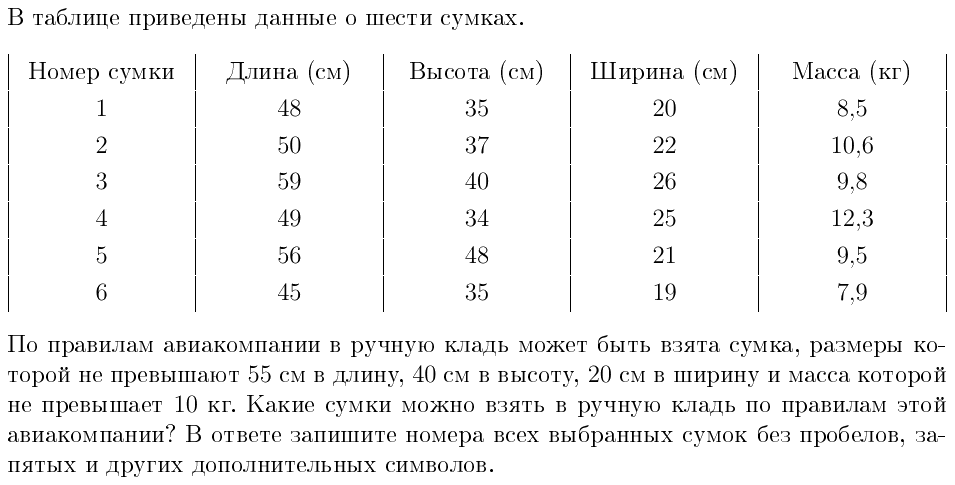 В таблице приведены данные о шести сумках.
Номер сумки Длина (см) Высота (см) Ширина (см) Масса (кг)
1 48 35 20 8,5
2 50 37 22 10,6
3 59 40 26 9,8
4 49 34 25 12,3
5 56 48 21 9,5
6 45 35 19 7,9
По правилам авиакомпании в ручную кладь может быть взята сумка, размеры ко-
торой не превышают 55 см в длину, 40 см в высоту, 20 см в ширину и масса которой
не превышает 10 кг. Какие сумки можно взять в ручную кладь по правилам этой
авиакомпании? В ответе запишите номера всех выбранных сумок без пробелов, за-
пятых и других дополнительных символов.